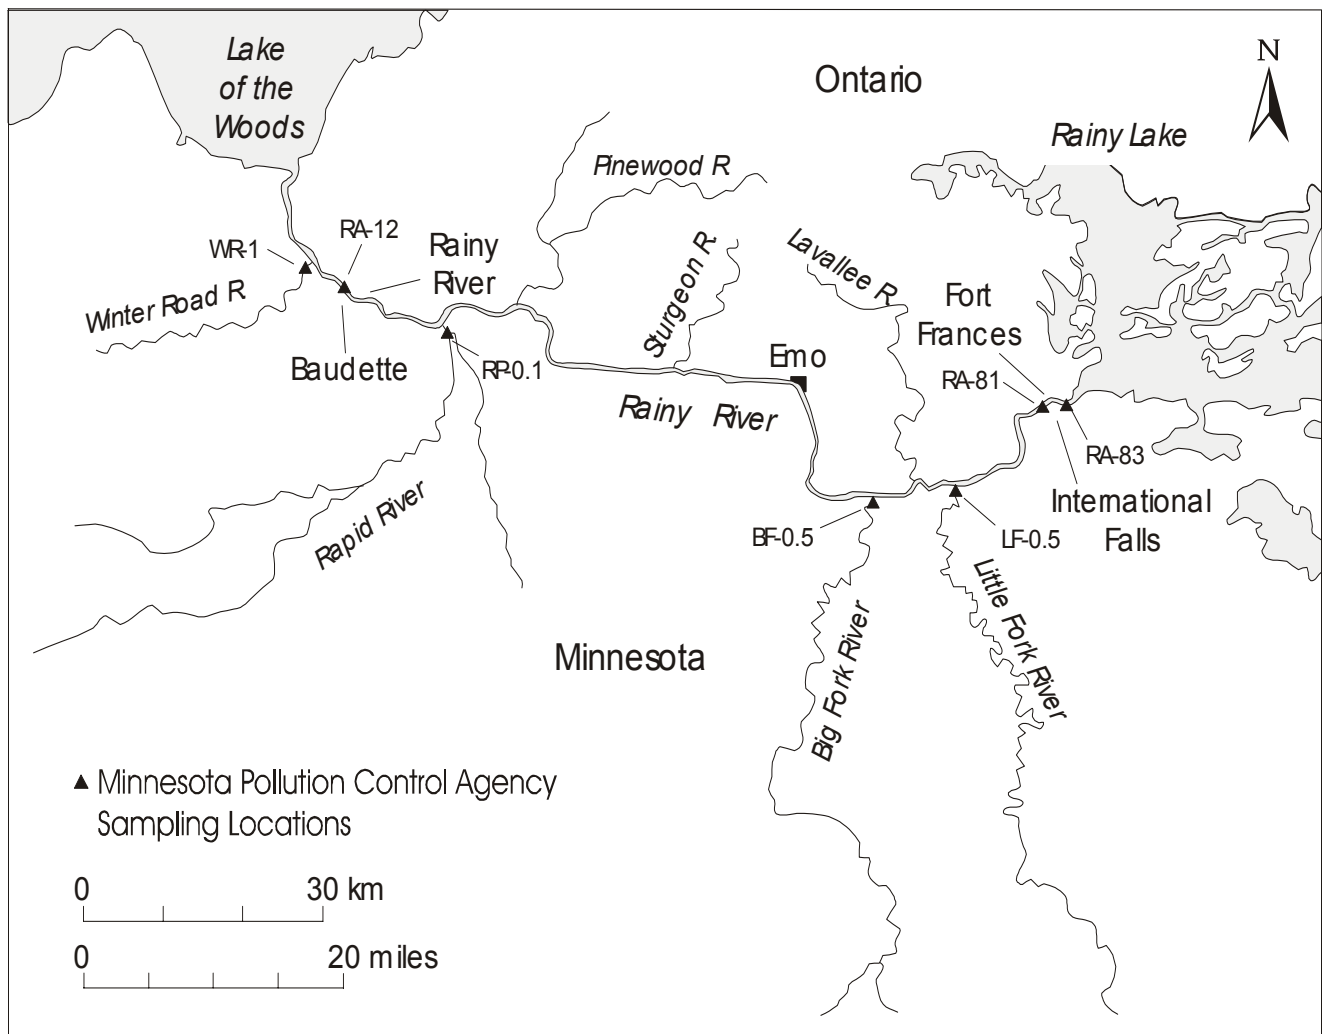 Lake
of the
Woods
Ontario
N
Rainy Lake
Pinewood R
WR-1
RA-12
Rainy
River
Sturgeon R.
Lavallee R.
Fort
Frances
Winter Road R.
Baudette
RP-0.1
Emo
RA-81
Rainy River
RA-83
Rapid River
BF-0.5
LF-0.5
International
Falls
Minnesota
Big Fork River
Little Fork River
Minnesota Pollution Control Agency
Sampling Locations
0 30 km
0 20 miles